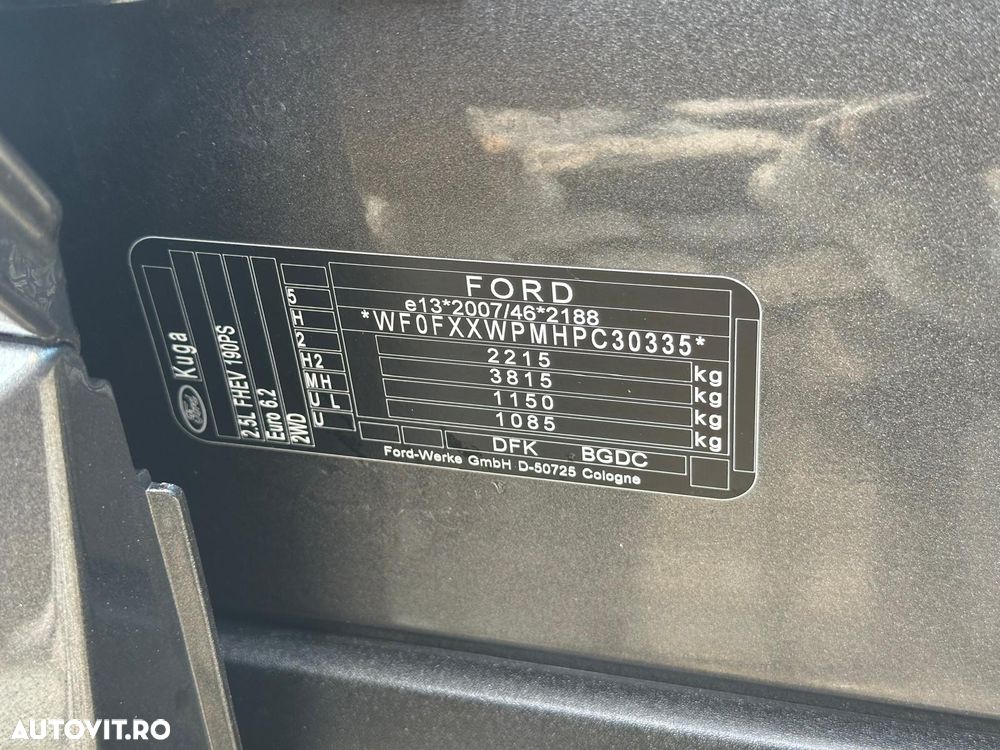 FORD
e13*2007/46*2188
*WF0FXXWPMHPC30335*
2215 kg
3815 kg
1150 kg
1085 kg
DFK BGDC
Ford-Werke GmbH D-50725 Cologne
5
H
2
H2
MH
U L
U
Ford
Kuga
2.5L FHEV 190PS
Euro 6.2
2WD
AUTOVIT.RO